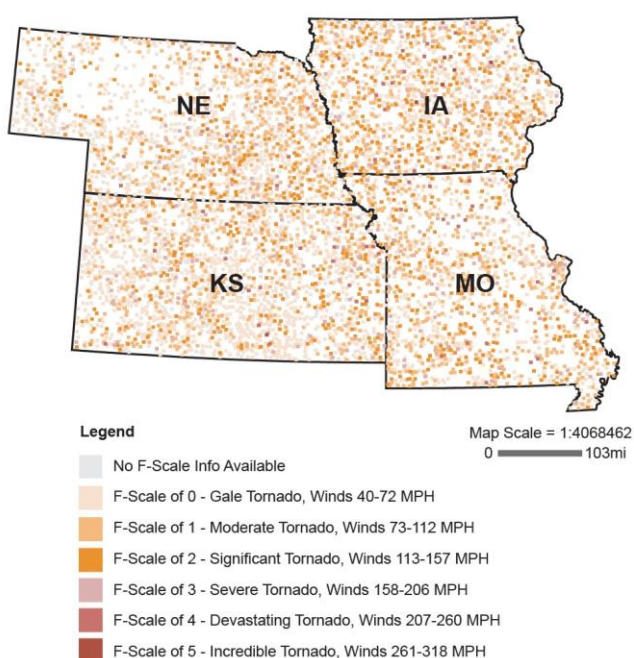 NE
IA
KS
MO
Legend
Map Scale = 1:4068462
0 103mi
No F-Scale Info Available
F-Scale of 0 - Gale Tornado, Winds 40-72 MPH
F-Scale of 1 - Moderate Tornado, Winds 73-112 MPH
F-Scale of 2 - Significant Tornado, Winds 113-157 MPH
F-Scale of 3 - Severe Tornado, Winds 158-206 MPH
F-Scale of 4 - Devastating Tornado, Winds 207-260 MPH
F-Scale of 5 - Incredible Tornado, Winds 261-318 MPH